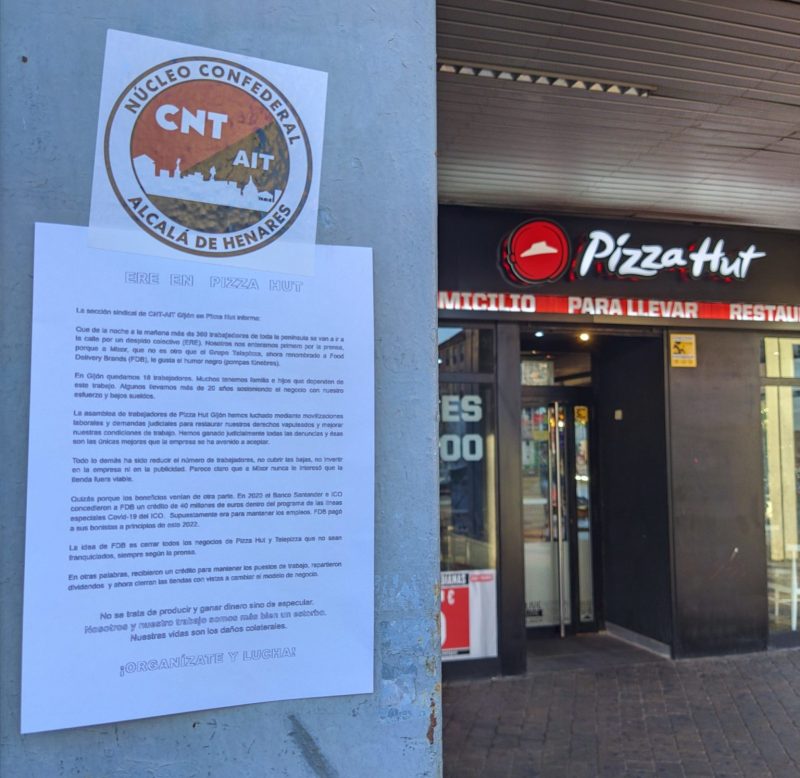 NÚCLEO CONFEDERAL
CNT
AIT
ALCALÁ DE HENARES
ERE EN PIZZA HUT
La sección sindical de CNT-AIT Gijón en Pizza Hut informa:
Que de la noche a la mañana más de 360 trabajadores de toda la península se van a ir a
la calle por un despido colectivo (ERE). Nosotros nos enteramos primero por la prensa,
porque a Mixor, que no es otro que el Grupo Telepizza, ahora renombrado a Food
Delivery Brands (FDB), le gusta el humor negro (pompas fúnebres).
En Gijón quedamos 18 trabajadores. Muchos tenemos familia e hijos que dependen de
este trabajo. Algunos llevamos más de 20 años sosteniendo el negocio con nuestro
esfuerzo y bajos sueldos.
La asamblea de trabajadores de Pizza Hut Gijón hemos luchado mediante movilizaciones
laborales y demandas judiciales para restaurar nuestros derechos vapuleados y mejorar
nuestras condiciones de trabajo. Hemos ganado judicialmente todas las denuncias y ésas
son las únicas mejores que la empresa se ha avenido a aceptar.
Todo lo demás ha sido reducir el número de trabajadores, no cubrir las bajas, no invertir
en la empresa ni en la publicidad. Parece claro que a Mixor nunca le interesó que la
tienda fuera viable.
Quizás porque los beneficios venían de otra parte. En 2020 el Banco Santander e ICO
concedieron a FDB un crédito de 40 millones de euros dentro del programa de las líneas
especiales Covid-19 del ICO. Supuestamente era para mantener los empleos. FDB pagó
a sus bonistas a principios de este 2022.
La idea de FDB es cerrar todos los negocios de Pizza Hut y Telepizza que no sean
franquiciados, siempre según la prensa.
En otras palabras, recibieron un crédito para mantener los puestos de trabajo, repartieron
dividendos y ahora cierran las tiendas con vistas a cambiar el modelo de negocio.
No se trata de producir y ganar dinero sino de especular.
Nosotros y nuestro trabajo somos más bien un estorbo.
Nuestras vidas son los daños colaterales.
¡ORGANÍZATE Y LUCHA!
Pizza Hut
MICILIO PARA LLEVAR RESTAU
ES
00
€